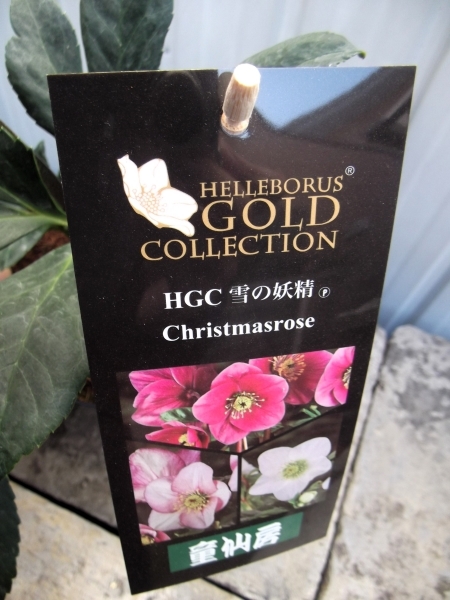 HELLEBORUS®
GOLD
COLLECTION
HGC 雪の妖精 Ⓟ
Christmasrose
童仙房